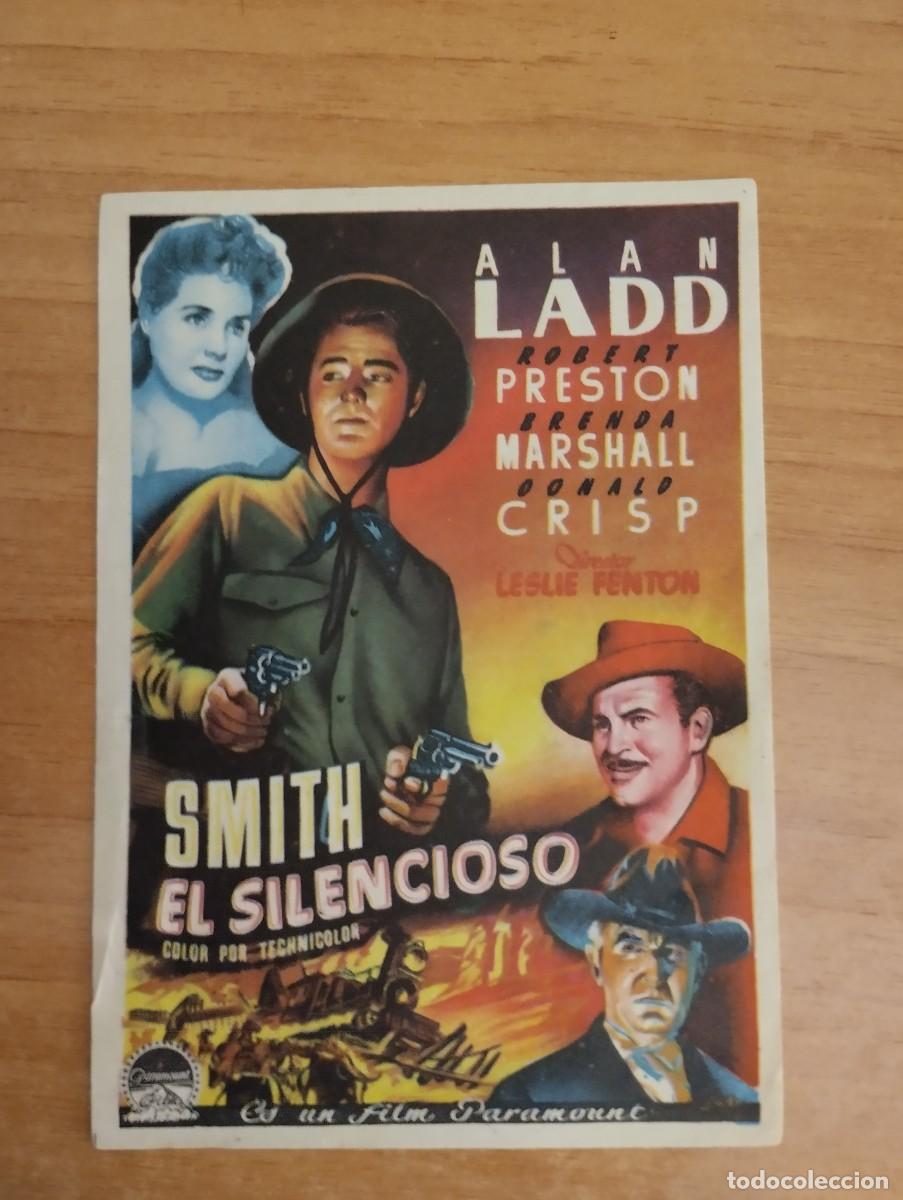 ALAN
LADD
ROBERT
PRESTON
BRENDA
MARSHALL
DONALD
CRISP
Director
LESLIE FENTON
SMITH
EL SILENCIOSO
COLOR POR TECHNICOLOR
Paramount
Es un Film Paramount
todocoleccion